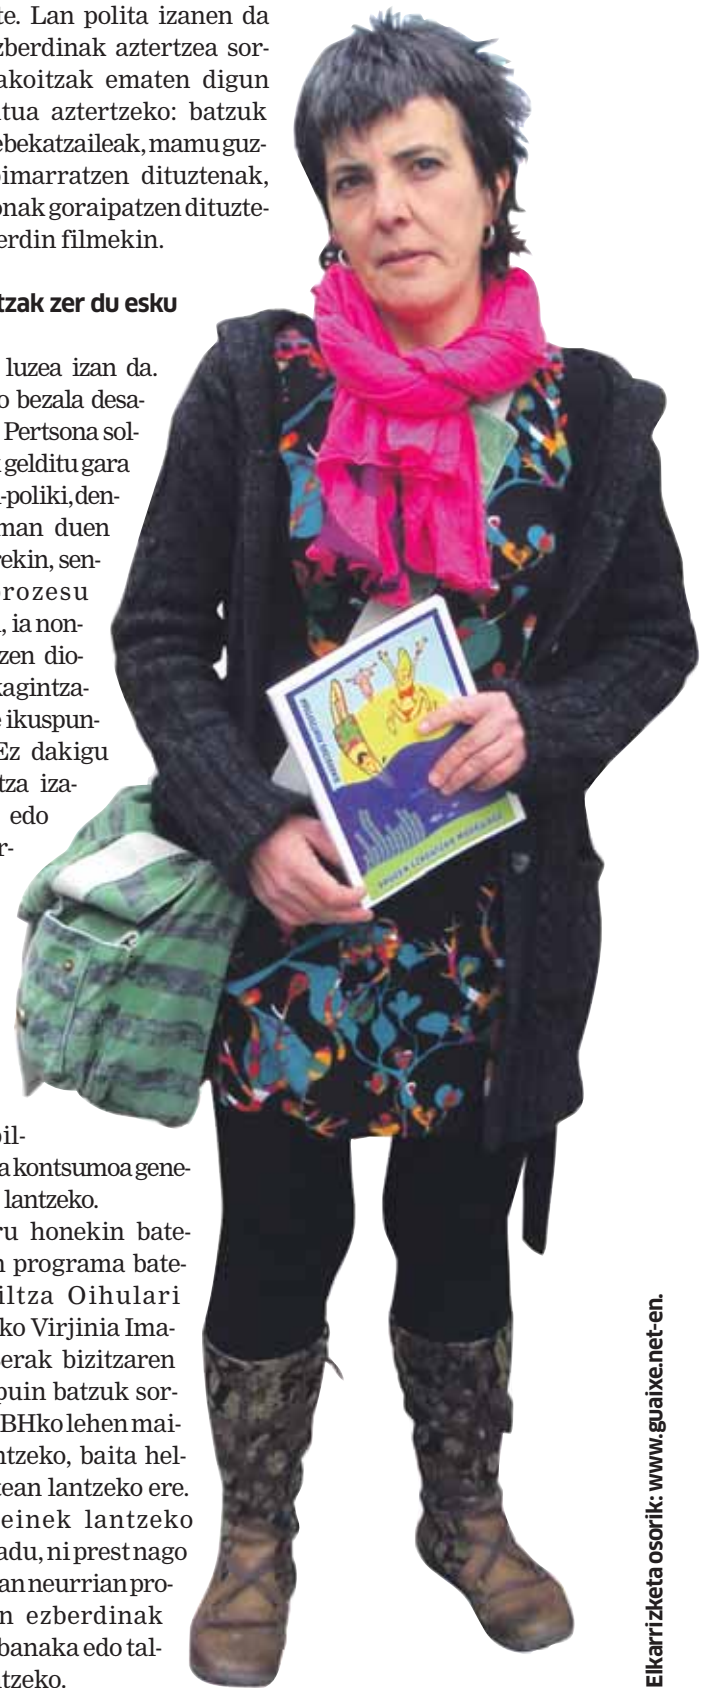 te. Lan polita izanen da
zberdinak aztertzea sor-
akoitzak ematen digun
tua aztertzeko: batzuk
ebekatzaileak, mamu guz-
pimarratzen dituztenak,
onak goraipatzen dituzte-
erdin filmekin.
tzak zer du esku
luzea izan da.
o bezala desa-
Pertsona sol-
gelditu gara
-poliki, den-
man duen
rekin, sen-
rozesu
, ia non-
zen dio-
kagintza-
e ikuspun-
Ez dakigu
tza iza-
edo
r-
bil-
a kontsumoa gene-
lantzeko.
ru honekin bate-
n programa bate-
iltza Oihulari
ko Virjinia Ima-
erak bizitzaren
puin batzuk sor-
BHko lehen mai-
ntzeko, baita hel-
tean lantzeko ere.
einek lantzeko
adu, ni prest nago
an neurrian pro-
n ezberdinak
banaka edo tal-
tzeko.
Elkarrizketa osorik: www.guaixe.net-en.